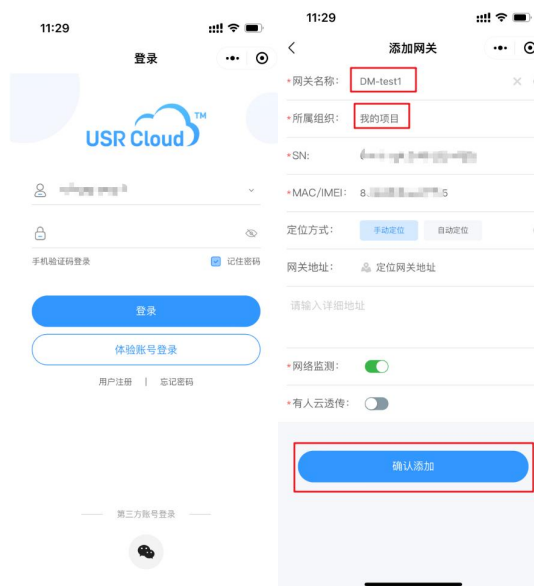 11:29
登录
USR Cloud TM
手机验证码登录
记住密码
登录
体验账号登录
用户注册 | 忘记密码
第三方账号登录
11:29
添加网关
*网关名称: DM-test1
*所属组织: 我的项目
*SN:
*MAC/IMEI: 8 5
定位方式: 手动定位 自动定位
网关地址: 定位网关地址
请输入详细地址
*网络监测:
*有人云透传:
确认添加